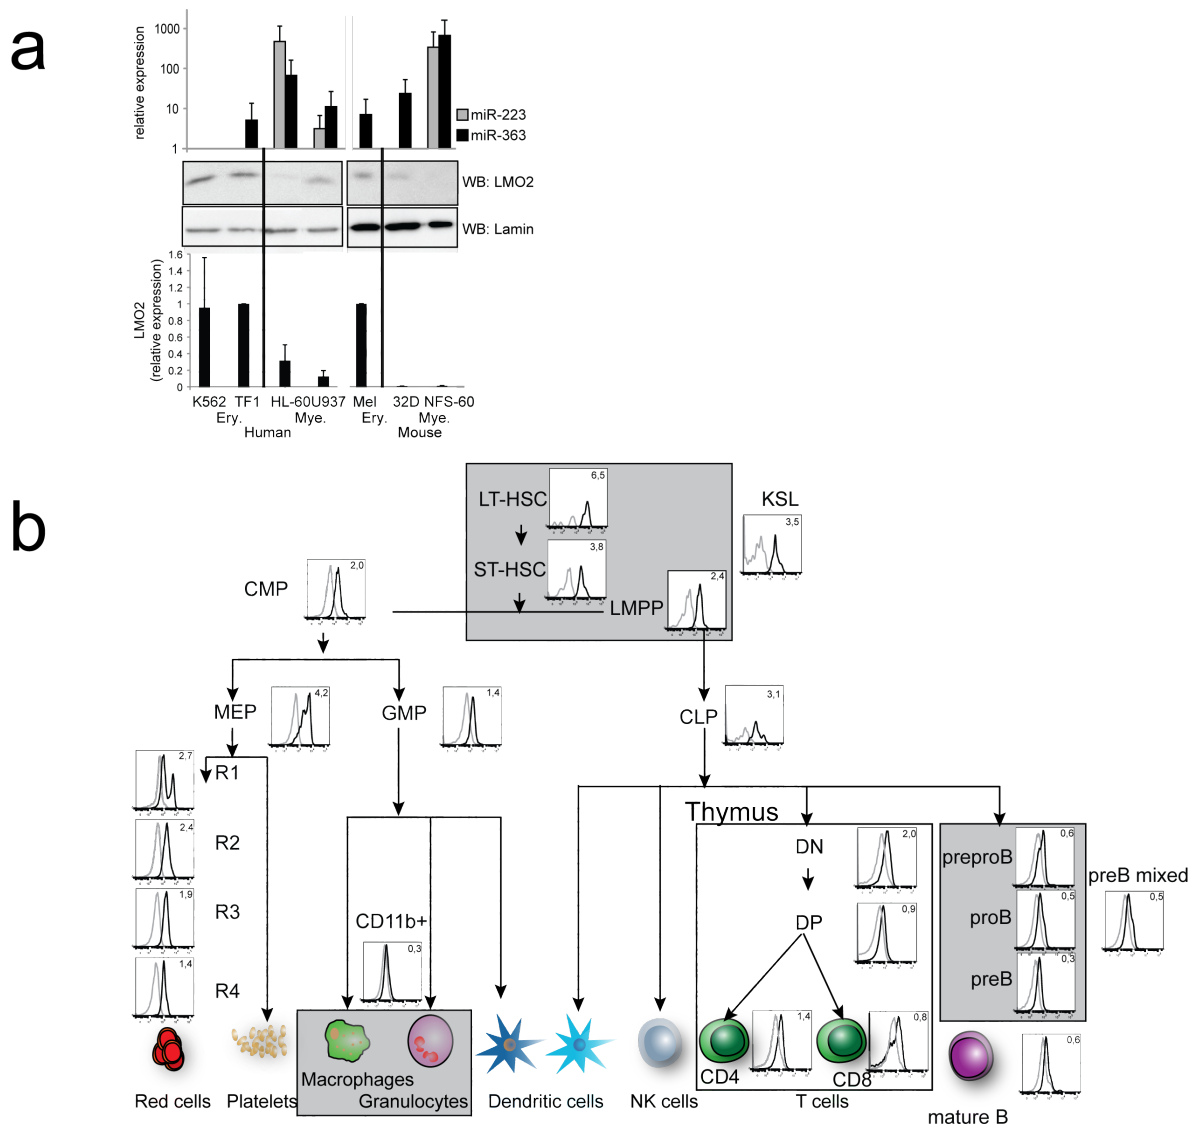 a
relative expression
1000
100
10
1
miR-223
miR-363
WB: LMO2
WB: Lamin
LMO2
(relative expression)
1.6
1.4
1.2
1
0.8
0.6
0.4
0.2
0
K562 TF1 HL-60U937 Mel 32D NFS-60
Ery. Mye. Ery. Mye.
Human Mouse
b
LT-HSC
6,5
KSL
3,5
ST-HSC
3,8
CMP
2,0
LMPP
2,4
MEP
4,2
GMP
1,4
CLP
3,1
2,7
R1
2,4
R2
1,9
R3
1,4
R4
CD11b+
0,3
Thymus
DN
2,0
DP
0,9
preproB
0,6
proB
0,5
preB
0,3
preB mixed
0,5
CD4
1,4
CD8
0,8
0,6
Macrophages
Granulocytes
Red cells Platelets Dendritic cells NK cells T cells
mature B